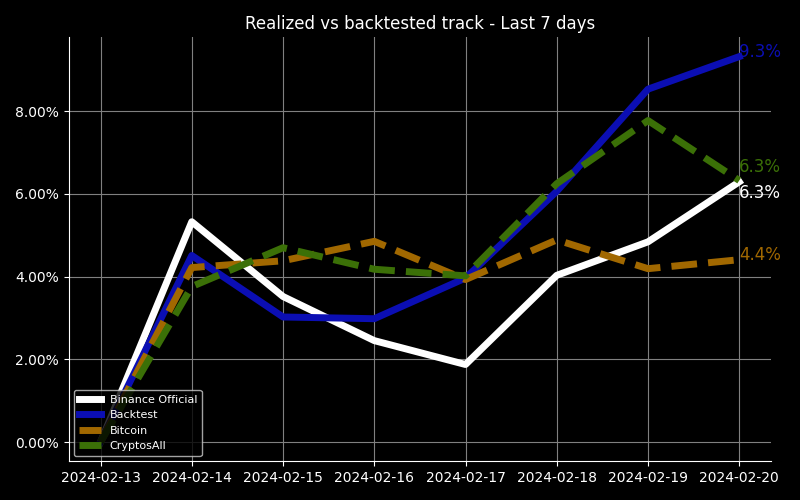 Realized vs backtested track - Last 7 days
9.3%
8.00%
6.3%
6.00%
6.3%
4.4%
4.00%
2.00%
0.00%
Binance Official
Backtest
Bitcoin
CryptosAll
2024-02-13 2024-02-14 2024-02-15 2024-02-16 2024-02-17 2024-02-18 2024-02-19 2024-02-20